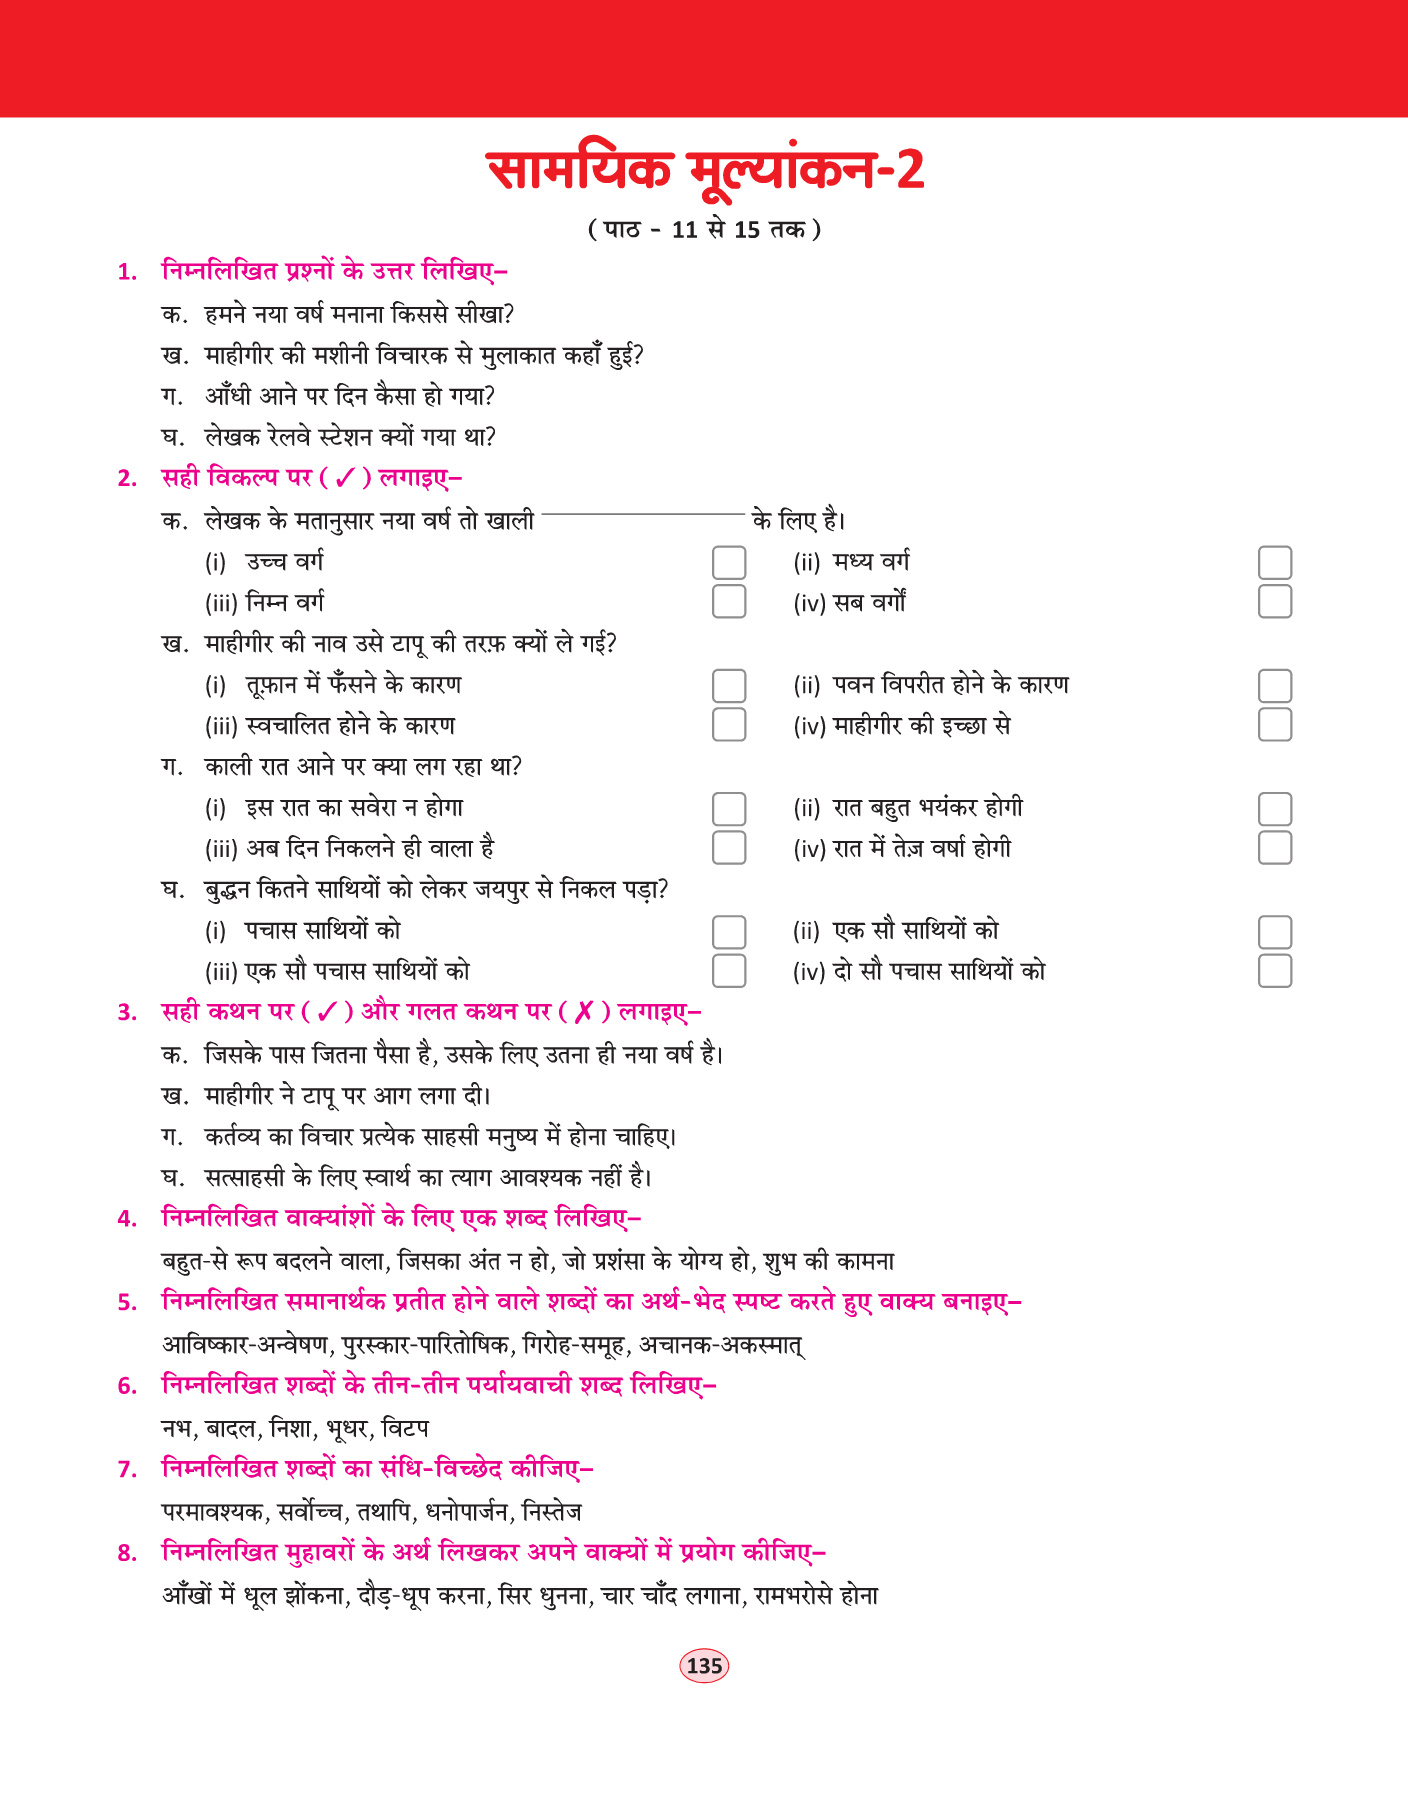 सामयिक मूल्यांकन-2
( पाठ - 11 से 15 तक )
1. निम्नलिखित प्रश्नों के उत्तर लिखिए–
क. हमने नया वर्ष मनाना किससे सीखा?
ख. माहीगीर की मशीनी विचारक से मुलाकात कहाँ हुई?
ग. आँधी आने पर दिन कैसा हो गया?
घ. लेखक रेलवे स्टेशन क्यों गया था?
2. सही विकल्प पर ( ✓ ) लगाइए–
क. लेखक के मतानुसार नया वर्ष तो खाली ____________ के लिए है।
(i) उच्च वर्ग (ii) मध्य वर्ग
(iii) निम्न वर्ग (iv) सब वर्गों
ख. माहीगीर की नाव उसे टापू की तरफ़ क्यों ले गई?
(i) तूफ़ान में फँसने के कारण (ii) पवन विपरीत होने के कारण
(iii) स्वचालित होने के कारण (iv) माहीगीर की इच्छा से
ग. काली रात आने पर क्या लग रहा था?
(i) इस रात का सवेरा न होगा (ii) रात बहुत भयंकर होगी
(iii) अब दिन निकलने ही वाला है (iv) रात में तेज़ वर्षा होगी
घ. बुद्धन कितने साथियों को लेकर जयपुर से निकल पड़ा?
(i) पचास साथियों को (ii) एक सौ साथियों को
(iii) एक सौ पचास साथियों को (iv) दो सौ पचास साथियों को
3. सही कथन पर ( ✓ ) और गलत कथन पर ( ✗ ) लगाइए–
क. जिसके पास जितना पैसा है, उसके लिए उतना ही नया वर्ष है।
ख. माहीगीर ने टापू पर आग लगा दी।
ग. कर्तव्य का विचार प्रत्येक साहसी मनुष्य में होना चाहिए।
घ. सत्साहसी के लिए स्वार्थ का त्याग आवश्यक नहीं है।
4. निम्नलिखित वाक्यांशों के लिए एक शब्द लिखिए–
बहुत-से रूप बदलने वाला, जिसका अंत न हो, जो प्रशंसा के योग्य हो, शुभ की कामना
5. निम्नलिखित समानार्थक प्रतीत होने वाले शब्दों का अर्थ-भेद स्पष्ट करते हुए वाक्य बनाइए–
आविष्कार-अन्वेषण, पुरस्कार-पारितोषिक, गिरोह-समूह, अचानक-अकस्मात्
6. निम्नलिखित शब्दों के तीन-तीन पर्यायवाची शब्द लिखिए–
नभ, बादल, निशा, भूधर, विटप
7. निम्नलिखित शब्दों का संधि-विच्छेद कीजिए–
परमावश्यक, सर्वोच्च, तथापि, धनोपार्जन, निस्तेज
8. निम्नलिखित मुहावरों के अर्थ लिखकर अपने वाक्यों में प्रयोग कीजिए–
आँखों में धूल झोंकना, दौड़-धूप करना, सिर धुनना, चार चाँद लगाना, रामभरोसे होना
135